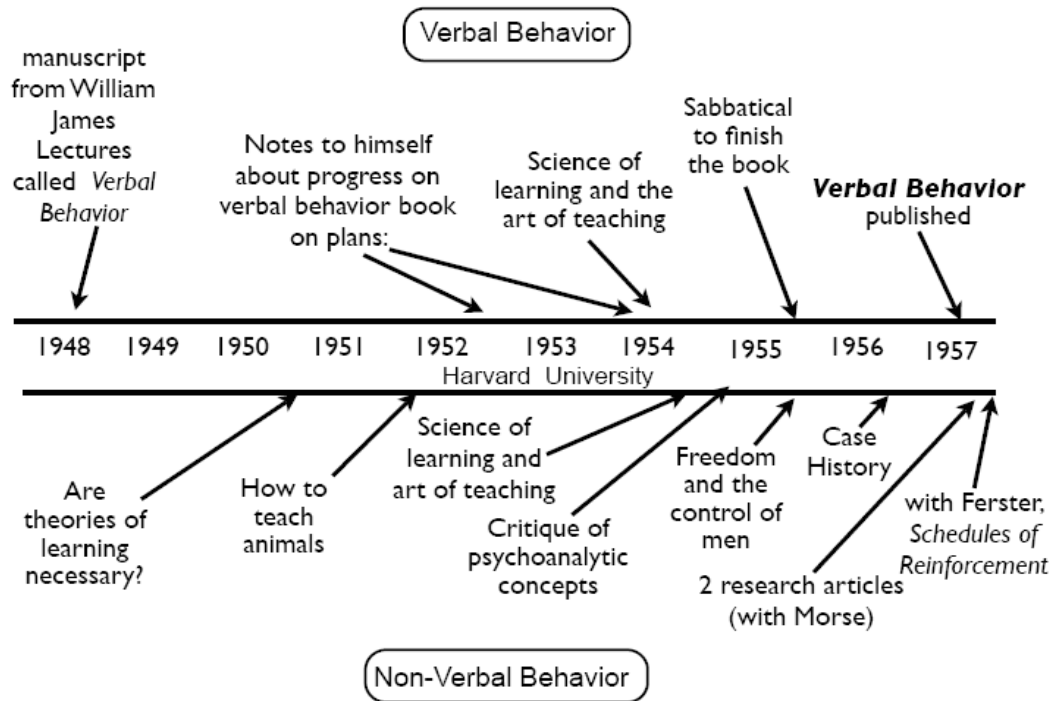 Verbal Behavior
manuscript
from William
James
Lectures
called Verbal
Behavior
Notes to himself
about progress on
verbal behavior book
on plans:
Science of
learning and the
art of teaching
Sabbatical
to finish
the book
Verbal Behavior
published
1948 1949 1950 1951 1952 1953 1954 1955 1956 1957
Harvard University
Are
theories of
learning
necessary?
How to
teach
animals
Science of
learning and
art of teaching
Critique of
psychoanalytic
concepts
Freedom
and the
control of
men
Case
History
2 research articles
(with Morse)
with Ferster,
Schedules of
Reinforcement
Non-Verbal Behavior